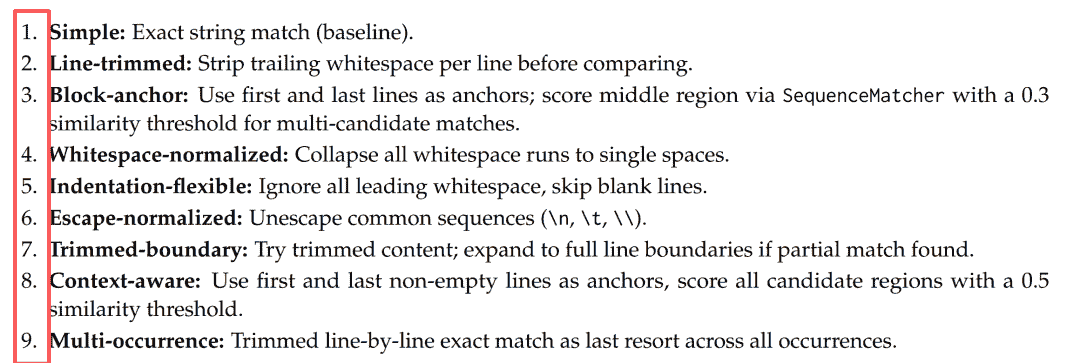 1. Simple: Exact string match (baseline).
2. Line-trimmed: Strip trailing whitespace per line before comparing.
3. Block-anchor: Use first and last lines as anchors; score middle region via SequenceMatcher with a 0.3
similarity threshold for multi-candidate matches.
4. Whitespace-normalized: Collapse all whitespace runs to single spaces.
5. Indentation-flexible: Ignore all leading whitespace, skip blank lines.
6. Escape-normalized: Unescape common sequences (\n, \t, \\).
7. Trimmed-boundary: Try trimmed content; expand to full line boundaries if partial match found.
8. Context-aware: Use first and last non-empty lines as anchors, score all candidate regions with a 0.5
similarity threshold.
9. Multi-occurrence: Trimmed line-by-line exact match as last resort across all occurrences.